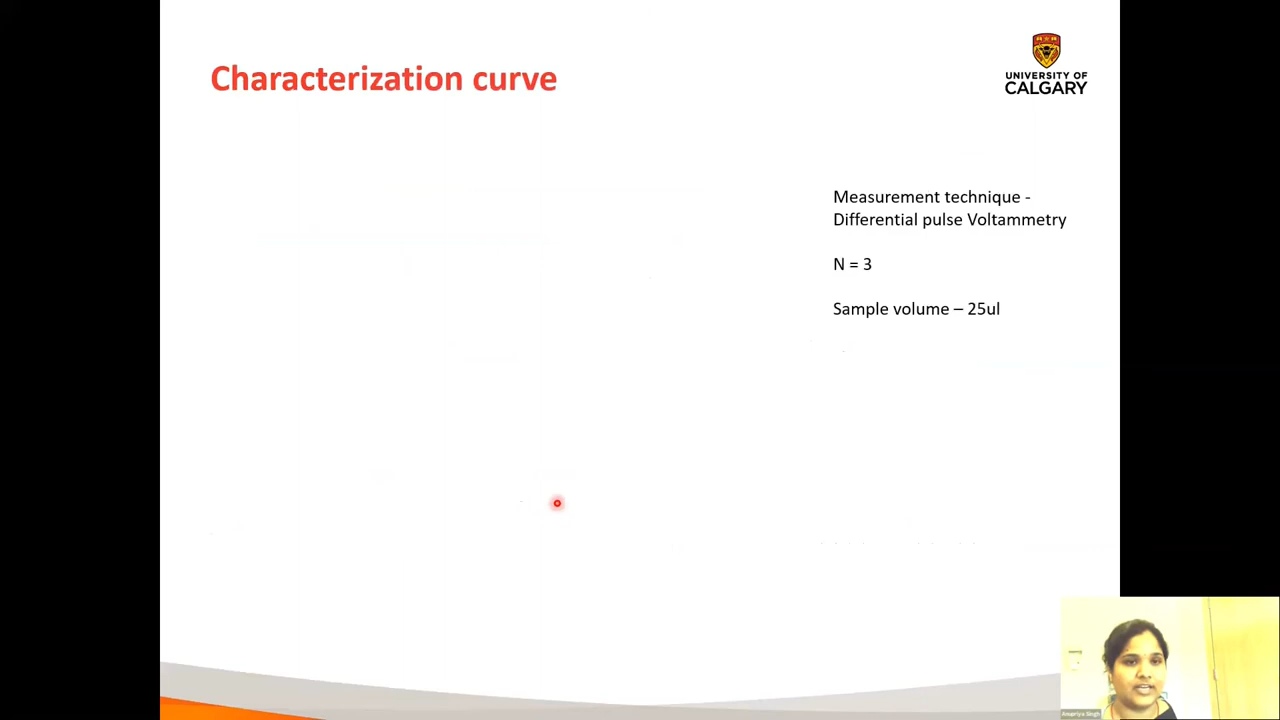 Characterization curve
UNIVERSITY OF
CALGARY
Measurement technique -
Differential pulse Voltammetry
N = 3
Sample volume – 25ul